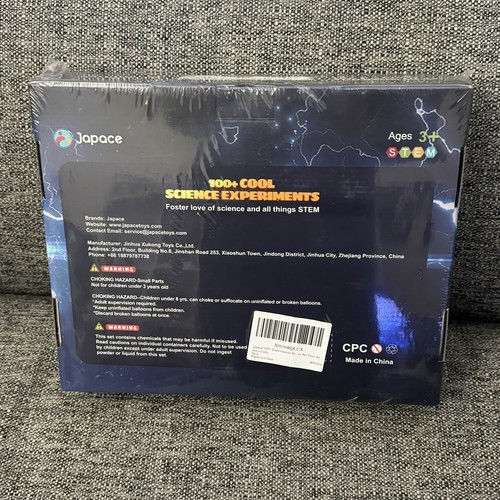 Japace
Ages 3+
STEM
100+ COOL
SCIENCE EXPERIMENTS
Foster love of science and all things STEM
Brands: Japace
Website: www.japacetoys.com
Contact Email: service@japacetoys.com
Manufacturer: Jinhua Xukong Toys Co.,Ltd.
Address: 2nd Floor, Building No.5, Jinshan Road 253, Xiaoshun Town, Jindong District, Jinhua City, Zhejiang Province, China
Phone: +86 18879787738
WARNING
CHOKING HAZARD-Small Parts
Not for under 3 years old
CHOKING HAZARD--Children under 8 yrs. can choke or suffocate on uninflated or broken balloons.
*Adult supervision required.
*Keep uninflated balloons from children.
*Discard broken balloons at once.
WARNING
This set contains chemicals that may be harmful if misused.
Read cautions on individual containers carefully. Not to be used
by children except under adult supervision. Do not ingest
powder or liquid from this set.
CPC
Made in China